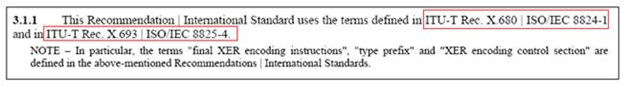 3.1.1 This Recommendation | International Standard uses the terms defined in ITU-T Rec. X.680 | ISO/IEC 8824-1
and in ITU-T Rec. X.693 | ISO/IEC 8825-4.
NOTE – In particular, the terms "final XER encoding instructions", "type prefix" and "XER encoding control section" are
defined in the above-mentioned Recommendations | International Standards.